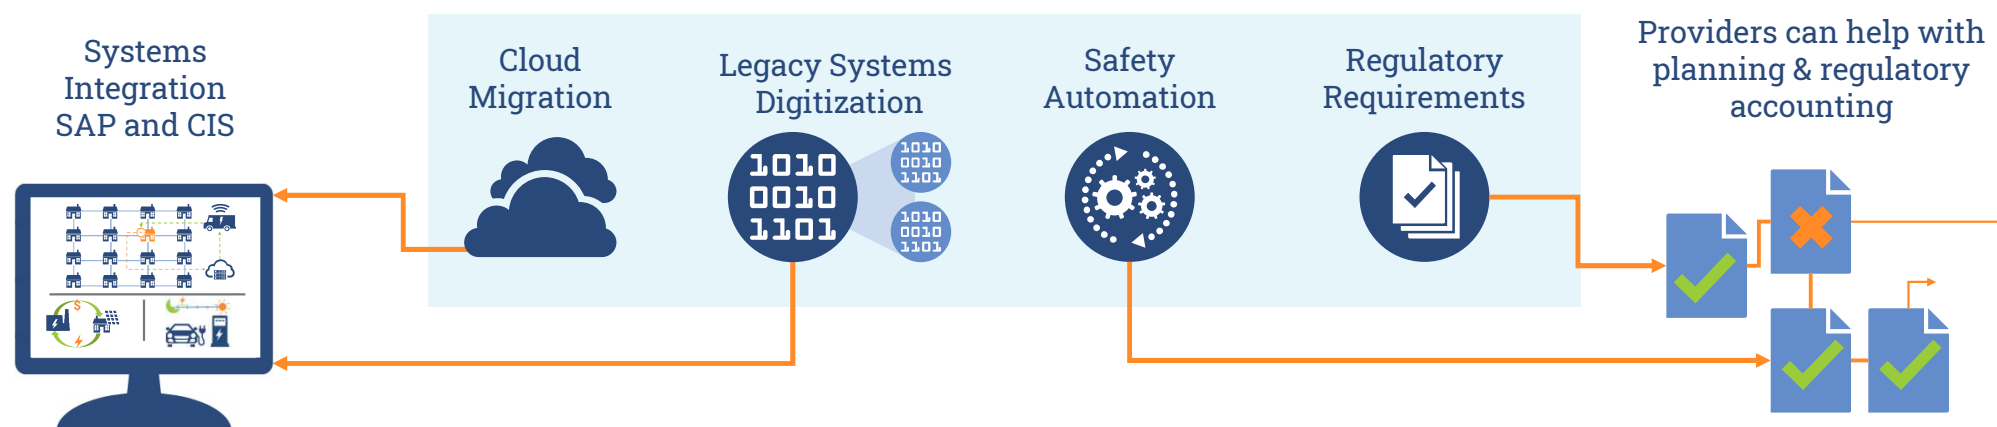 Systems
Integration
SAP and CIS
Cloud
Migration
Legacy Systems
Digitization
1010
0010
1101
1010
0010
1101
1010
0010
1101
Safety
Automation
Regulatory
Requirements
Providers can help with
planning & regulatory
accounting
$